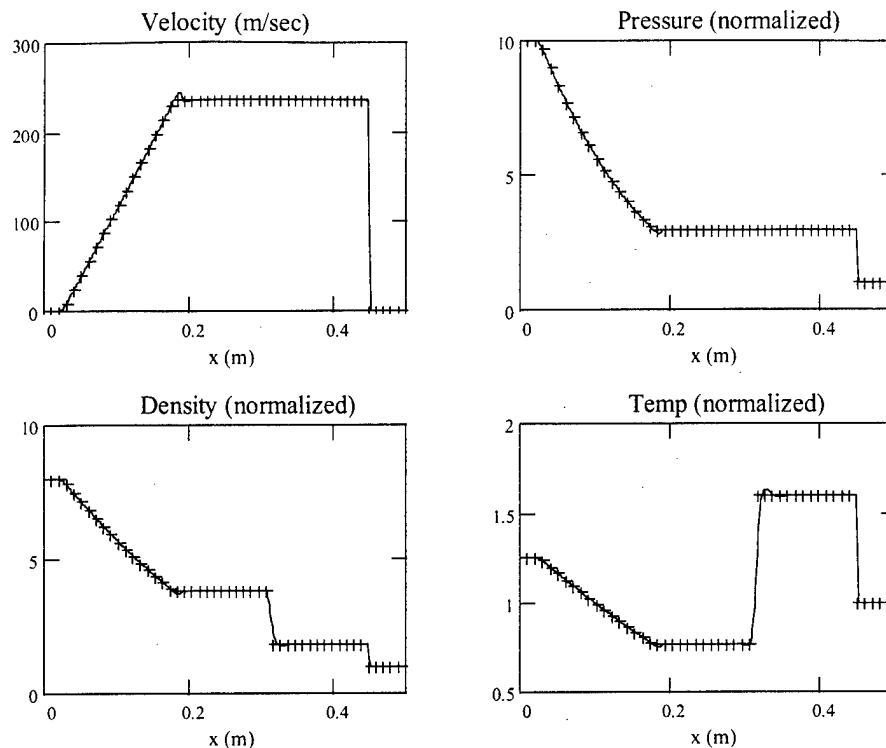 Velocity (m/sec)
300
200
100
0
0 0.2 0.4
x (m)
Pressure (normalized)
10
5
0
0 0.2 0.4
x (m)
Density (normalized)
10
5
0
0 0.2 0.4
x (m)
Temp (normalized)
2
1.5
1
0.5
0 0.2 0.4
x (m)